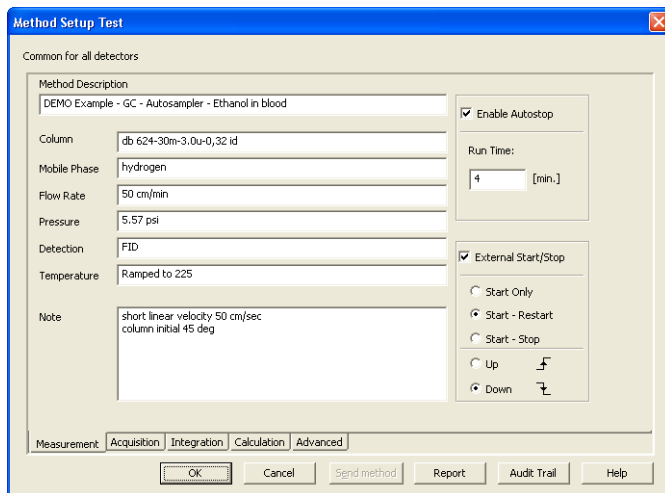 Method Setup Test
Common for all detectors
Method Description
DEMO Example - GC - Autosampler - Ethanol in blood
Enable Autostop
Column
db 624-30m-3.0u-0,32 id
Run Time:
Mobile Phase
hydrogen
4
[min.]
Flow Rate
50 cm/min
Pressure
5.57 psi
Detection
FID
External Start/Stop
Temperature
Ramped to 225
Start Only
Note
short linear velocity 50 cm/sec
column initial 45 deg
Start - Restart
Start - Stop
Up
Down
Measurement Acquisition Integration Calculation Advanced
OK Cancel Send method Report Audit Trail Help